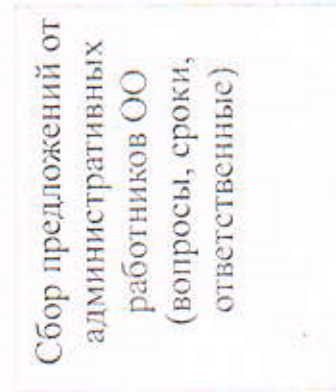 Сбор предложений от
административных
работников ОО
(вопросы, сроки,
ответственные)